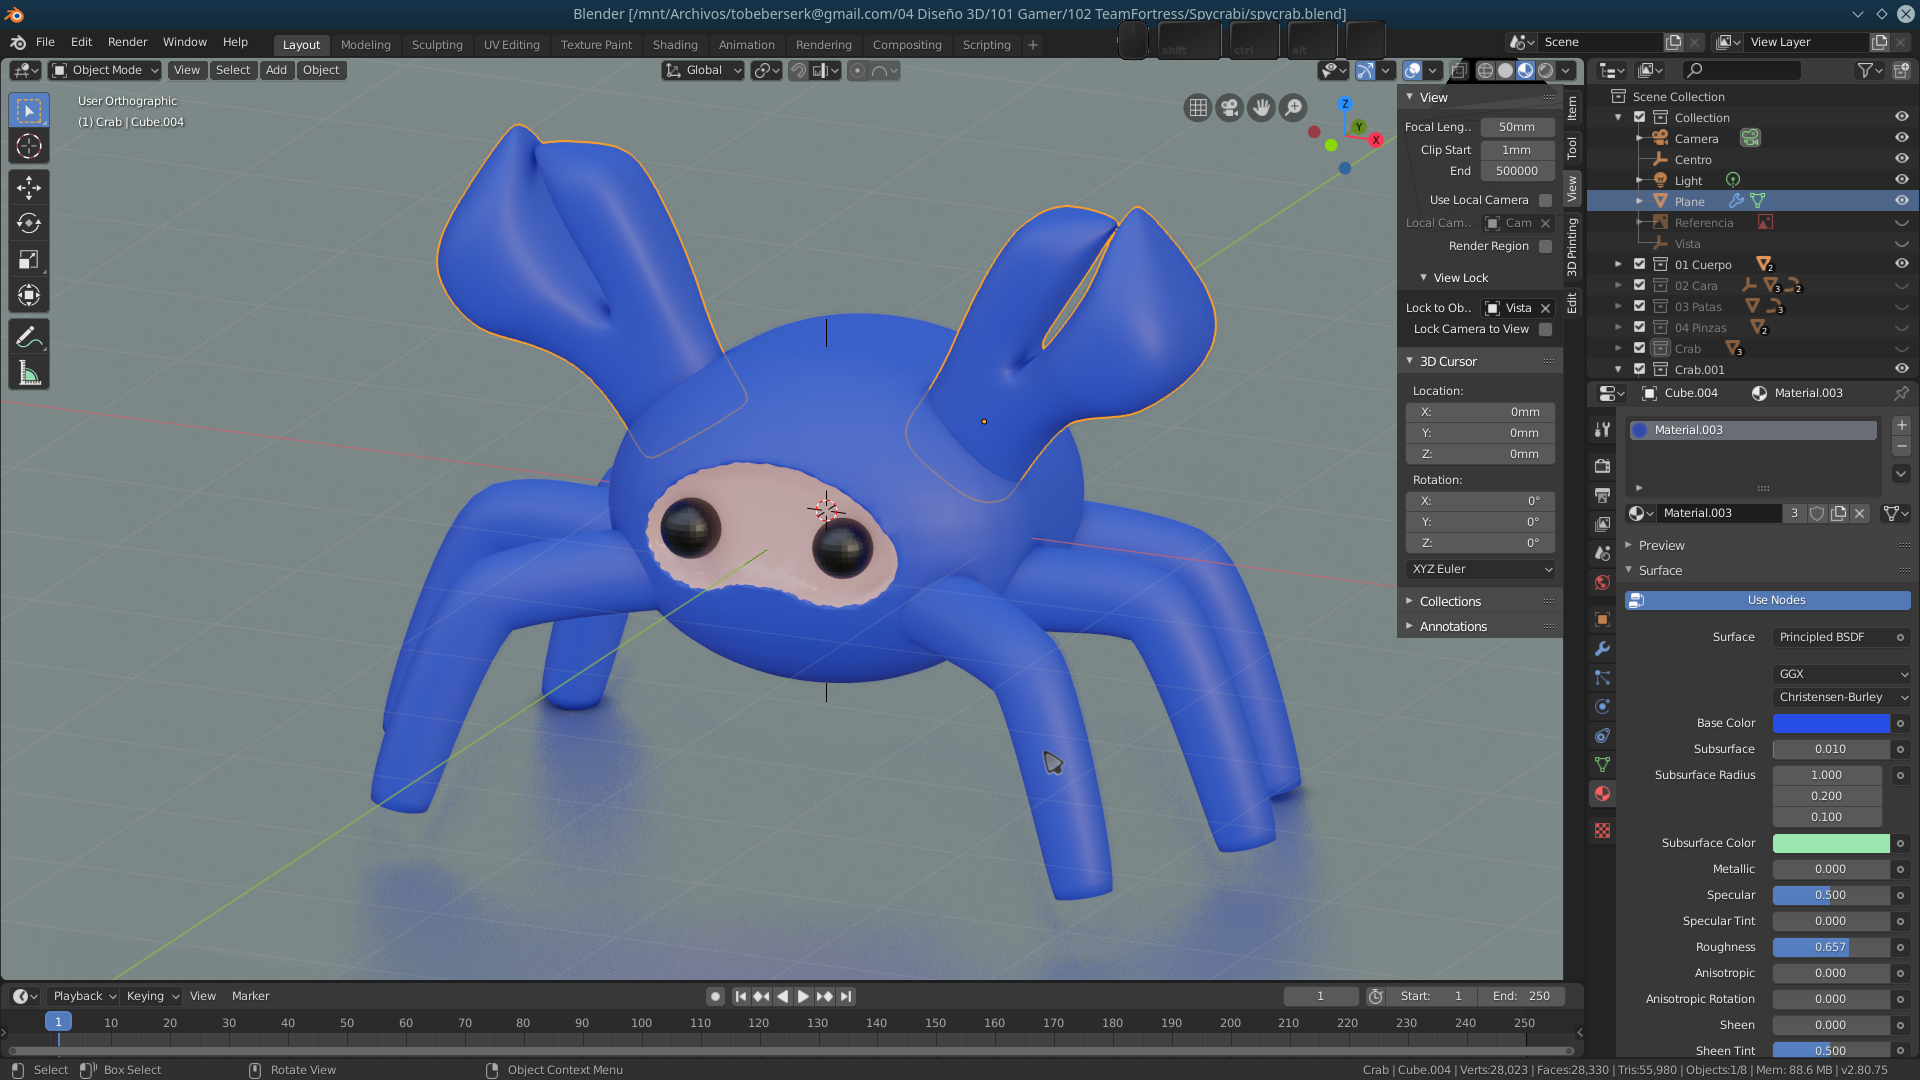 Blender [/mnt/Archivos/tobeberserk@gmail.com/04 Diseño 3D/101 Gamer/102 TeamFortress/Spycrabi/spycrab.blend]
File Edit Render Window Help Layout Modeling Sculpting UV Editing Texture Paint Shading Animation Rendering Compositing Scripting + shift ctrl alt Scene View Layer
Object Mode View Select Add Object Global
User Orthographic
(1) Crab | Cube.004
Z
Y
X
View
Focal Leng.. 50mm
Clip Start 1mm
End 500000
Use Local Camera
Local Cam... Cam
Render Region
View Lock
Lock to Ob... Vista
Lock Camera to View
3D Cursor
Location:
X: 0mm
Y: 0mm
Z: 0mm
Rotation:
X: 0°
Y: 0°
Z: 0°
XYZ Euler
Collections
Annotations
Item
Tool
View
3D Printing
Edit
Scene Collection
Collection
Camera
Centro
Light
Plane
Referencia
Vista
01 Cuerpo 2
02 Cara 3 2
03 Patas 3
04 Pinzas 2
Crab 3
Crab.001
Cube.004 Material.003
Material.003
Material.003 3
Preview
Surface
Use Nodes
Surface Principled BSDF
GGX
Christensen-Burley
Base Color
Subsurface 0.010
Subsurface Radius 1.000
0.200
0.100
Subsurface Color
Metallic 0.000
Specular 0.500
Specular Tint 0.000
Roughness 0.657
Anisotropic 0.000
Anisotropic Rotation 0.000
Sheen 0.000
Sheen Tint 0.500
Playback Keying View Marker 1 Start: 1 End: 250
1 10 20 30 40 50 60 70 80 90 100 110 120 130 140 150 160 170 180 190 200 210 220 230 240 250
Select Box Select Rotate View Object Context Menu Crab | Cube.004 | Verts:28,023 | Faces:28,330 | Tris:55,980 | Objects:1/8 | Mem: 88.6 MB | v2.80.75